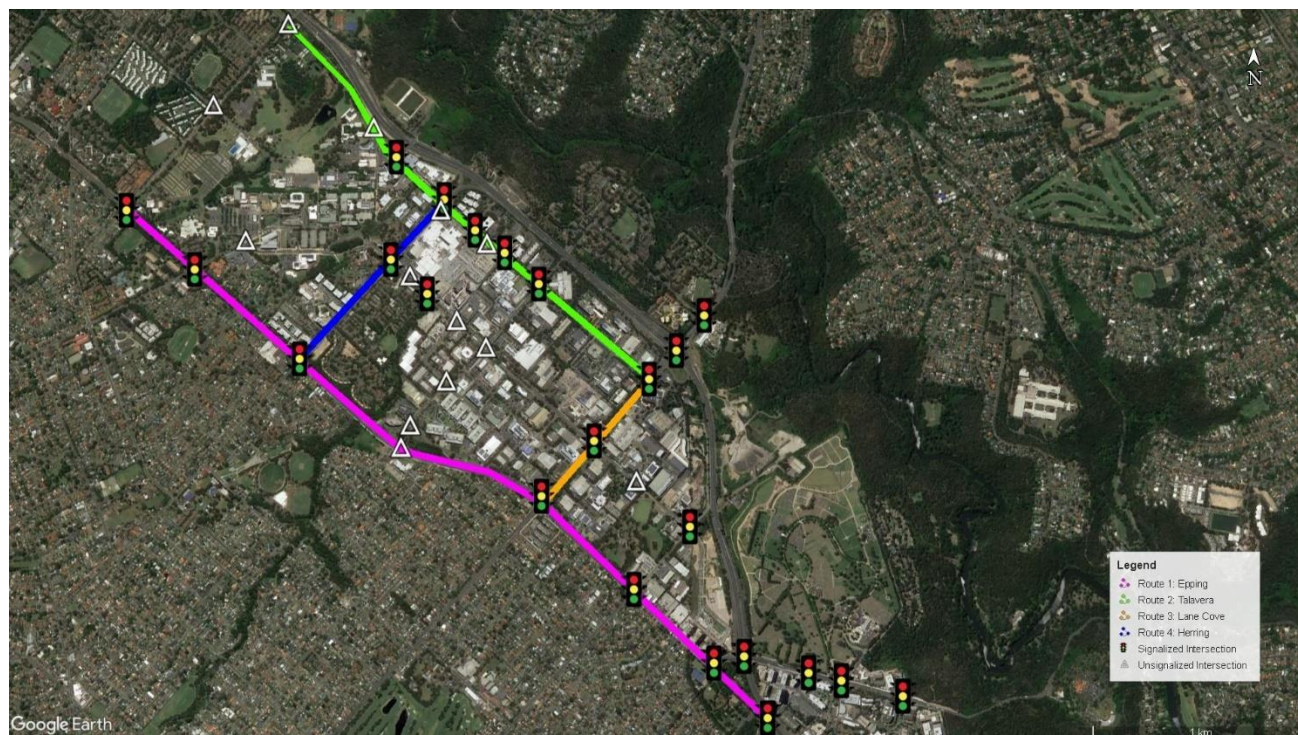 N
Legend
Route 1: Epping
Route 2: Talavera
Route 3: Lane Cove
Route 4: Herring
Signalized Intersection
Unsignalized Intersection
Google Earth
1 km